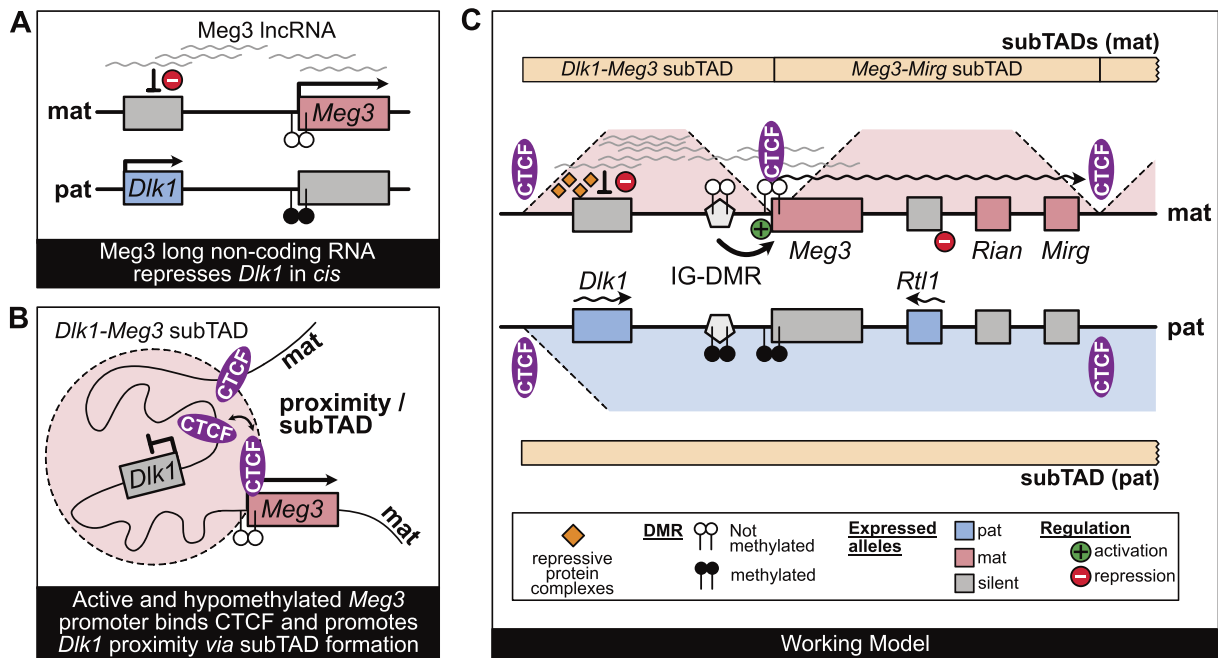 A
Meg3 lncRNA
mat
Meg3
pat
Dlk1
Meg3 long non-coding RNA
represses Dlk1 in cis
B
Dlk1-Meg3 subTAD
mat
CTCF
proximity /
subTAD
CTCF
CTCF
Dlk1
Meg3
mat
Active and hypomethylated Meg3
promoter binds CTCF and promotes
Dlk1 proximity via subTAD formation
C
subTADs (mat)
Dlk1-Meg3 subTAD
Meg3-Mirg subTAD
CTCF
CTCF
CTCF
mat
Meg3
Rian
Mirg
IG-DMR
Dlk1
Rtl1
pat
CTCF
CTCF
subTAD (pat)
repressive
protein
complexes
DMR
Not
methylated
methylated
Expressed
alleles
pat
mat
silent
Regulation
activation
repression
Working Model